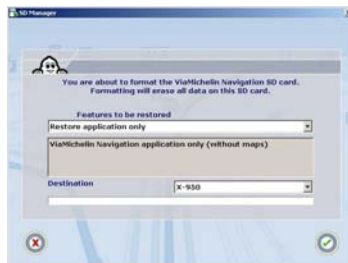 SD Manager
You are about to format the ViaMichelin Navigation SD card.
Formatting will erase all data on this SD card.
Features to be restored
Restore application only
ViaMichelin Navigation application only (without maps)
Destination
X-950